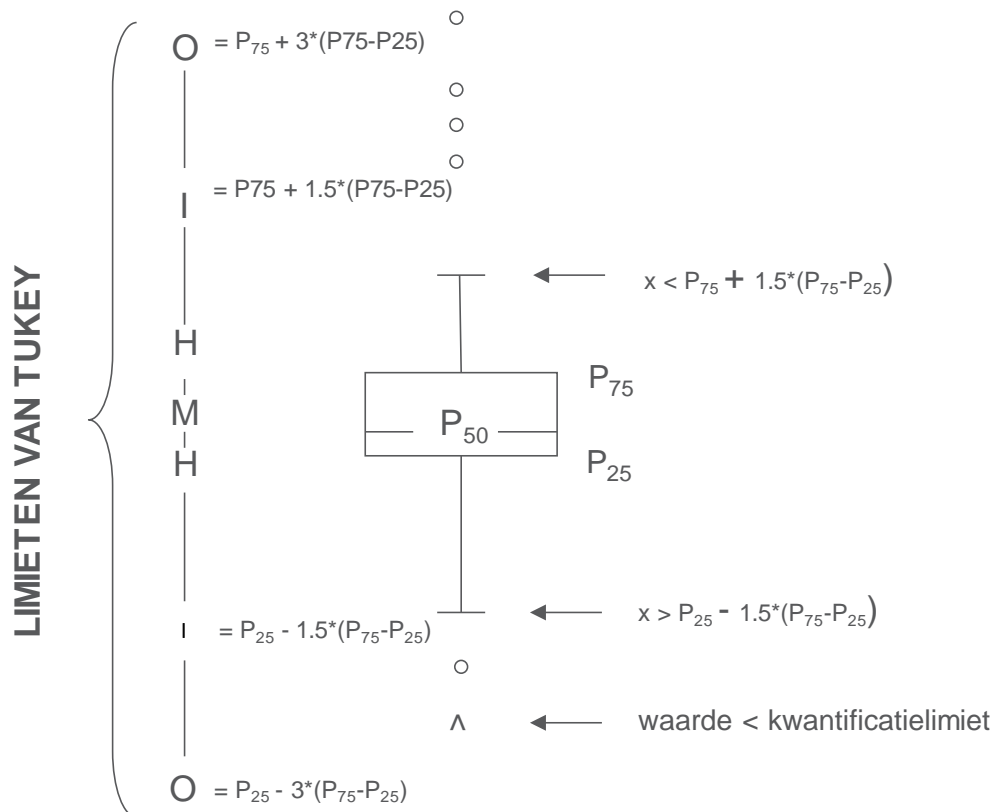 LIMIETEN VAN TUKEY
O = P₇₅ + 3*(P75-P25)
I = P75 + 1.5*(P75-P25)
H
M
H
I = P₂₅ - 1.5*(P₇₅-P₂₅)
O = P₂₅ - 3*(P₇₅-P₂₅)
x < P₇₅ + 1.5*(P₇₅-P₂₅)
P₇₅
P₅₀
P₂₅
x > P₂₅ - 1.5*(P₇₅-P₂₅)
^
waarde < kwantificatielimiet